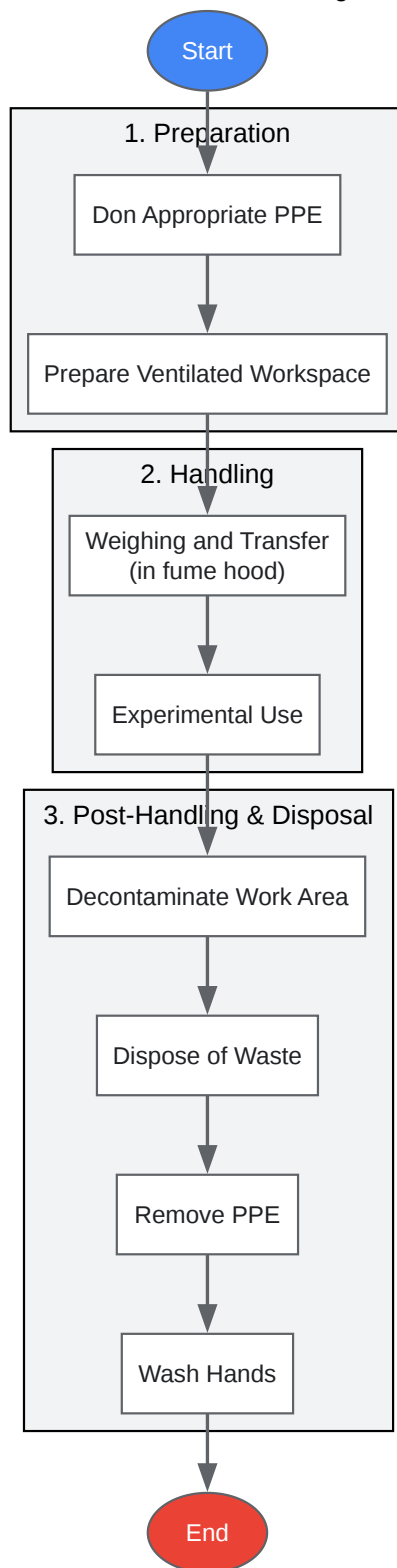 Start
1. Preparation
Don Appropriate PPE
Prepare Ventilated Workspace
2. Handling
Weighing and Transfer
(in fume hood)
Experimental Use
3. Post-Handling & Disposal
Decontaminate Work Area
Dispose of Waste
Remove PPE
Wash Hands
End